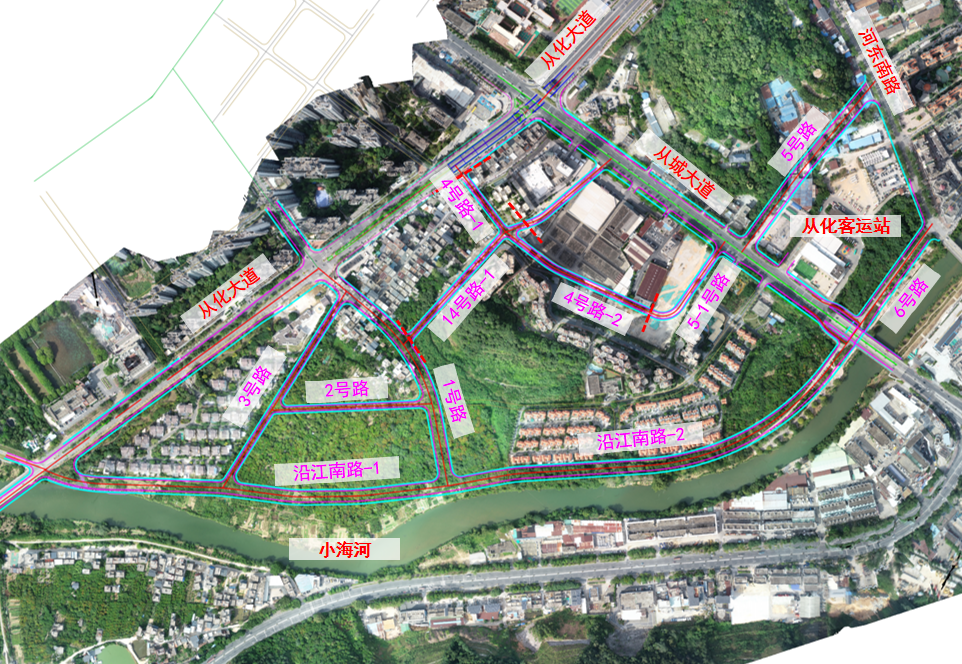 从化大道
河东南路
5号路
从城大道
4号路-1
从化客运站
从化大道
14号路-1
4号路-2
5-1号路
6号路
3号路
2号路
1号路
沿江南路-2
沿江南路-1
小海河